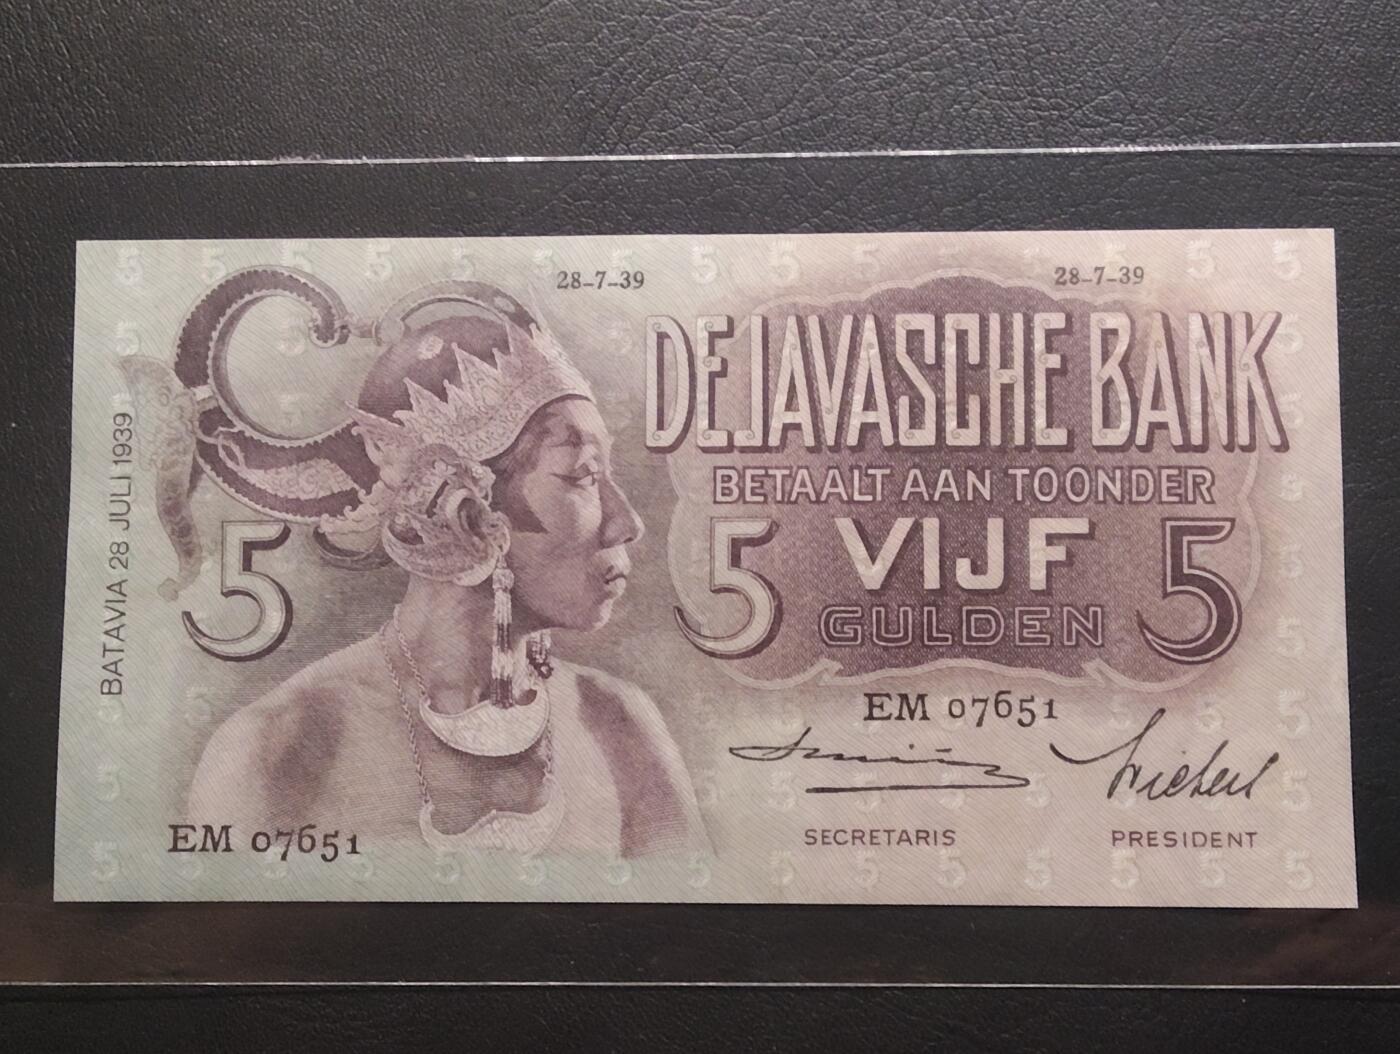 28-7-39
28-7-39
DE JAVASCHE BANK
BETAALT AAN TOONDER
5 5 VIJF 5
GULDEN
BATAVIA 28 JULI 1939
EM 07651
EM 07651
SECRETARIS
PRESIDENT